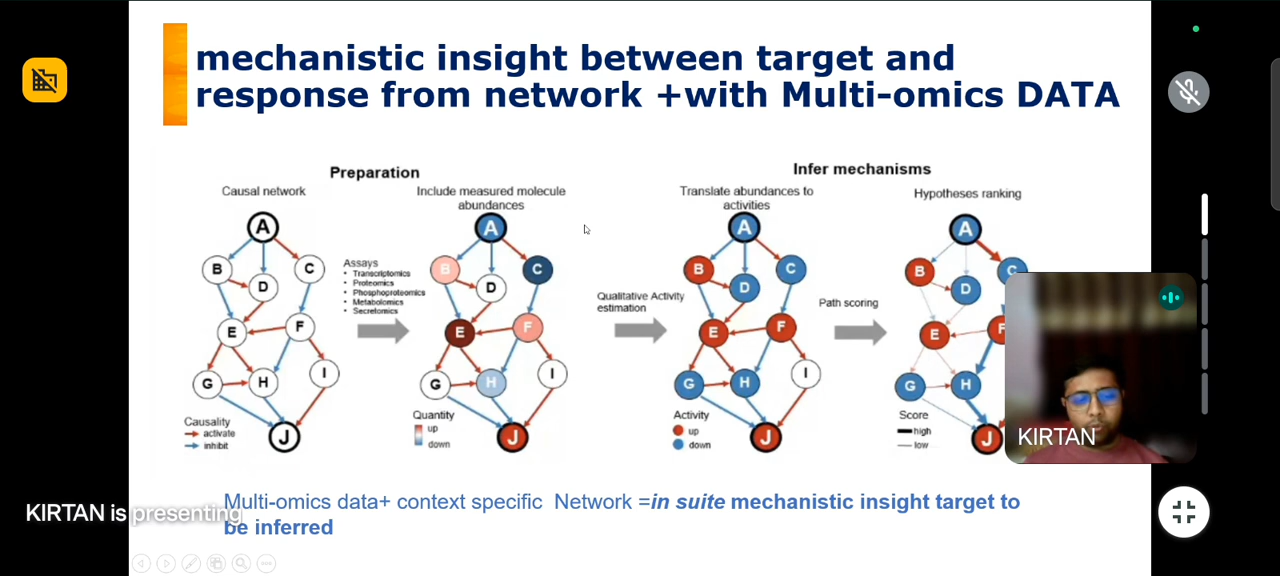 mechanistic insight between target and
response from network +with Multi-omics DATA
Preparation
Infer mechanisms
Causal network
Include measured molecule
abundances
Translate abundances to
activities
Hypotheses ranking
A
B
C
D
E
F
G
H
I
J
Causality
activate
inhibit
Assays
• Transcriptomics
• Proteomics
• Phosphoproteomics
• Metabolomics
• Secretomics
A
B
C
D
E
F
G
H
I
J
Quantity
up
down
Qualitative Activity
estimation
A
B
C
D
E
F
G
H
I
J
Activity
up
down
Path scoring
A
B
C
D
E
F
G
H
J
Score
high
low
KIRTAN
Multi-omics data+ context specific Network =in suite mechanistic insight target to
be inferred
KIRTAN is presenting